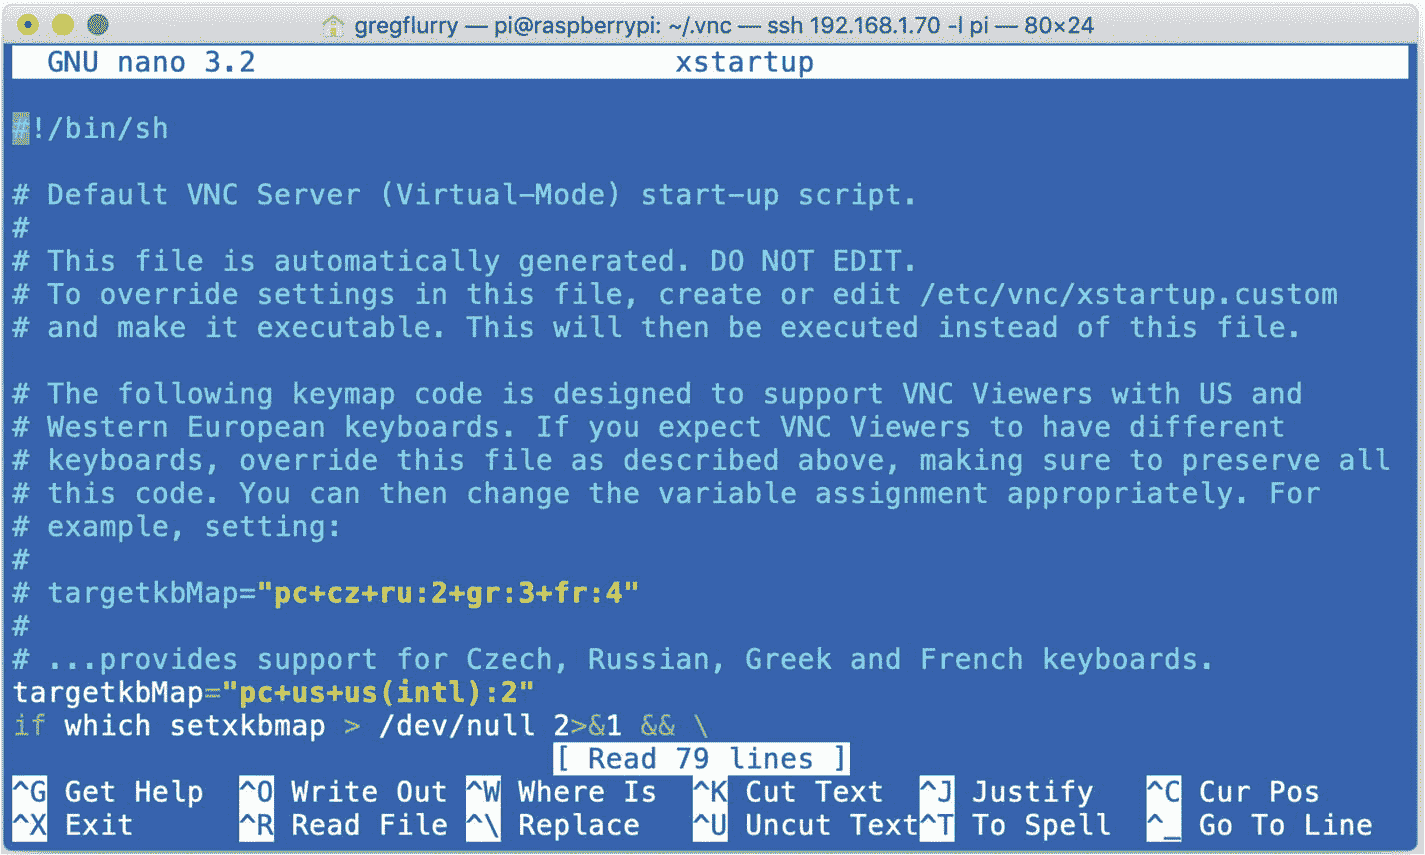 gregflurry — pi@raspberrypi: ~/.vnc — ssh 192.168.1.70 -l pi — 80×24
GNU nano 3.2 xstartup
#!/bin/sh
# Default VNC Server (Virtual-Mode) start-up script.
#
# This file is automatically generated. DO NOT EDIT.
# To override settings in this file, create or edit /etc/vnc/xstartup.custom
# and make it executable. This will then be executed instead of this file.
# The following keymap code is designed to support VNC Viewers with US and
# Western European keyboards. If you expect VNC Viewers to have different
# keyboards, override this file as described above, making sure to preserve all
# this code. You can then change the variable assignment appropriately. For
# example, setting:
#
# targetkbMap="pc+cz+ru:2+gr:3+fr:4"
#
# ...provides support for Czech, Russian, Greek and French keyboards.
targetkbMap="pc+us+us(intl):2"
if which setxkbmap > /dev/null 2>&1 && \
[ Read 79 lines ]
^G Get Help ^O Write Out ^W Where Is ^K Cut Text ^J Justify ^C Cur Pos
^X Exit ^R Read File ^\ Replace ^U Uncut Text ^T To Spell ^_ Go To Line